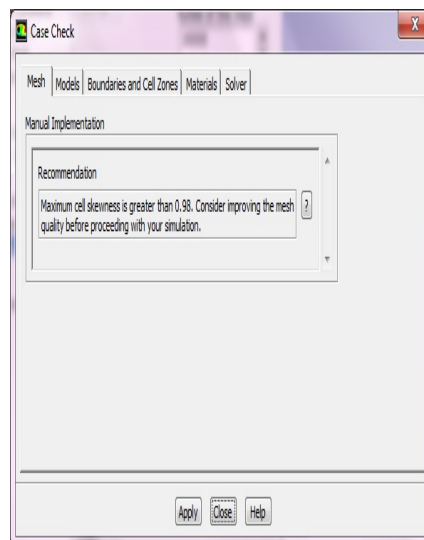 Case Check
X
Mesh Models Boundaries and Cell Zones Materials Solver
Manual Implementation
Recommendation
Maximum cell skewness is greater than 0.98. Consider improving the mesh
quality before proceeding with your simulation.
?
Apply Close Help